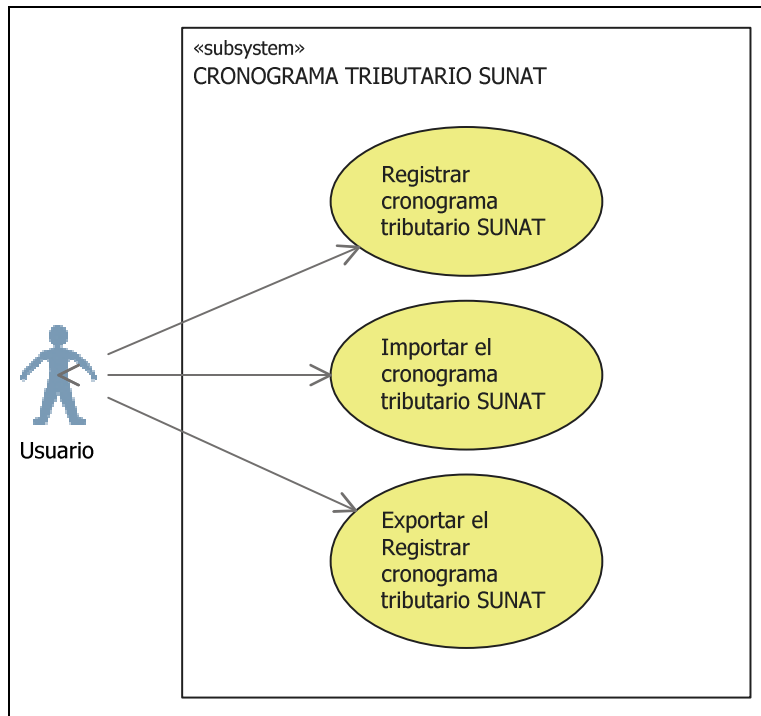 «subsystem»
CRONOGRAMA TRIBUTARIO SUNAT
Registrar
cronograma
tributario SUNAT
Importar el
cronograma
tributario SUNAT
Usuario
Exportar el
Registrar
cronograma
tributario SUNAT